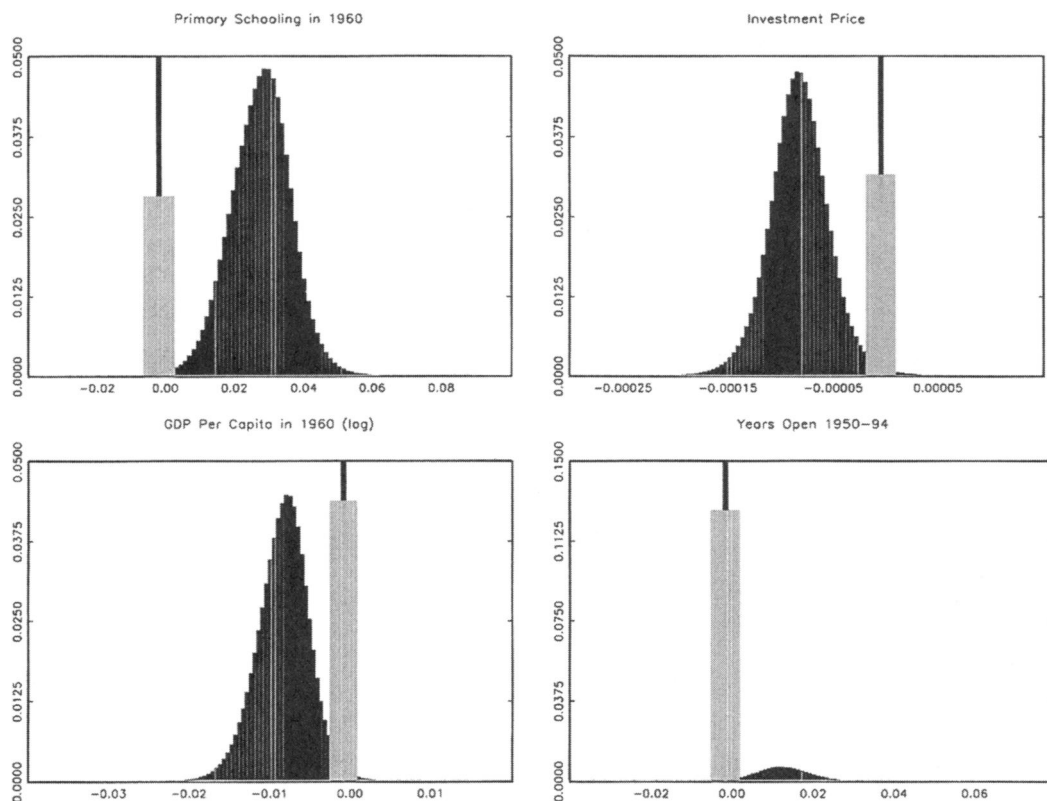 Primary Schooling in 1960
0.0500
0.0375
0.0250
0.0125
0.0000
-0.02 0.00 0.02 0.04 0.06 0.08
Investment Price
0.0500
0.0375
0.0250
0.0125
0.0000
-0.00025 -0.00015 -0.00005 0.00005
GDP Per Capita in 1960 (log)
0.0500
0.0375
0.0250
0.0125
0.0000
-0.03 -0.02 -0.01 0.00 0.01
Years Open 1950-94
0.1500
0.1125
0.0750
0.0375
0.0000
-0.02 0.00 0.02 0.04 0.06